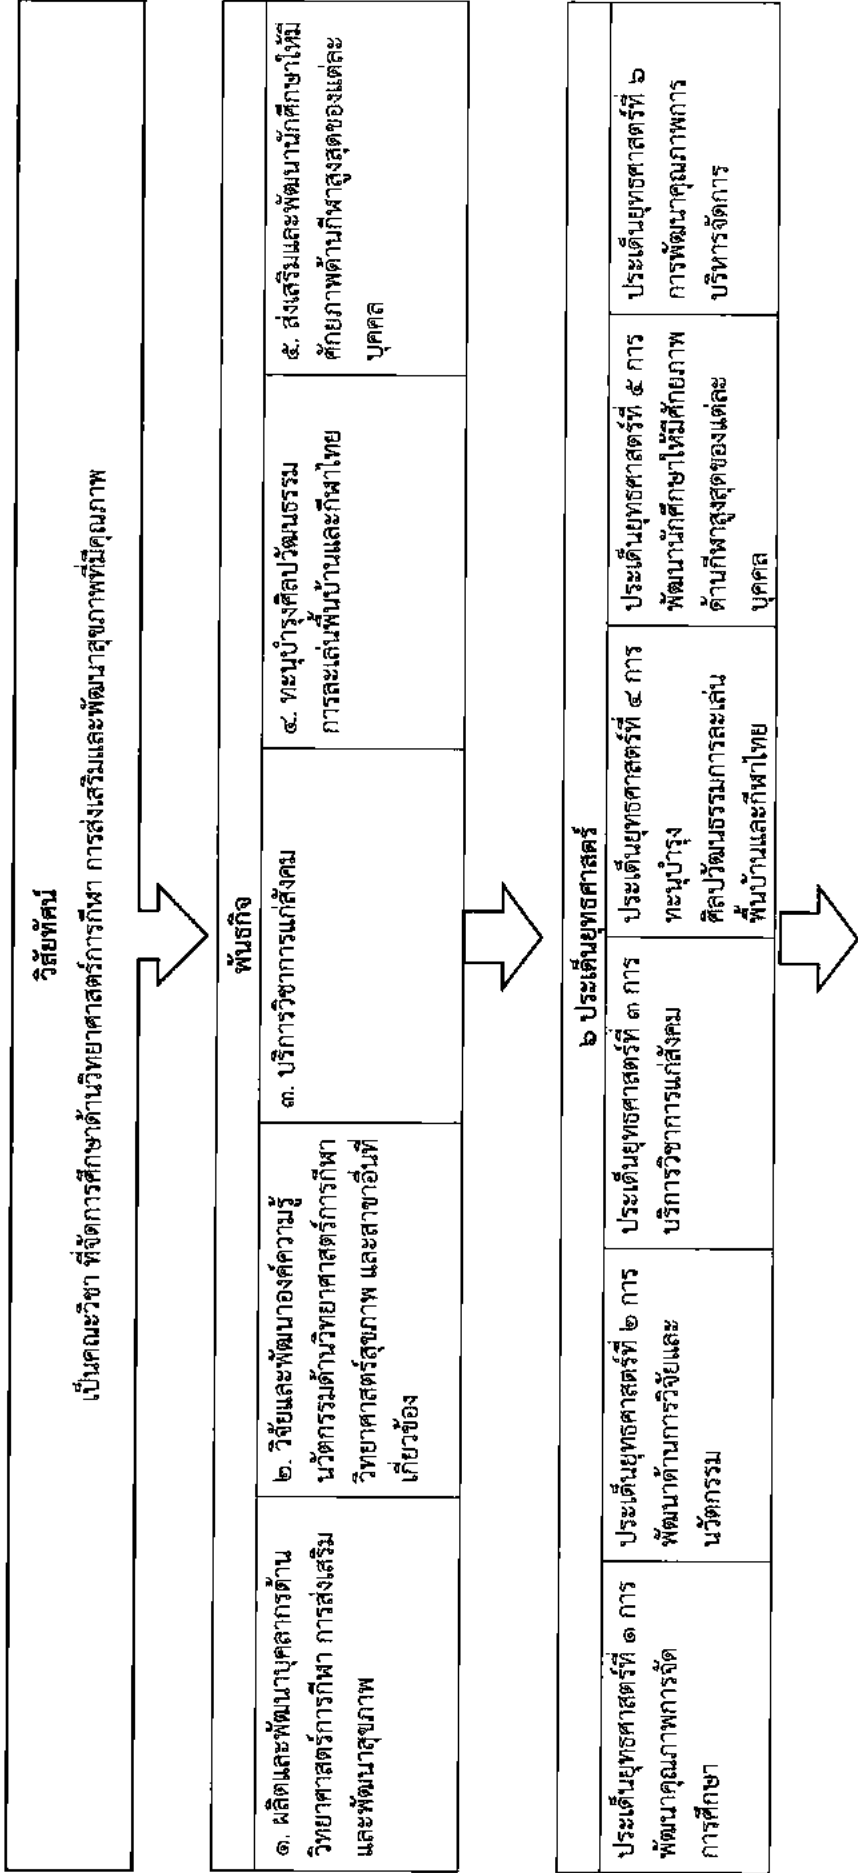 วิสัยทัศน์
เป็นคณะวิชา ที่จัดการศึกษาด้านวิทยาศาสตร์การกีฬา การส่งเสริมและพัฒนาสุขภาพที่มีคุณภาพ
พันธกิจ
๑. ผลิตและพัฒนาบุคลากรด้าน
วิทยาศาสตร์การกีฬา การส่งเสริม
และพัฒนาสุขภาพ
๒. วิจัยและพัฒนาองค์ความรู้
นวัตกรรมด้านวิทยาศาสตร์การกีฬา
วิทยาศาสตร์สุขภาพ และสาขาอื่นที่
เกี่ยวข้อง
๓. บริการวิชาการแก่สังคม
๔. ทะนุบำรุงศิลปวัฒนธรรม
การละเล่นพื้นบ้านและกีฬาไทย
๕. ส่งเสริมและพัฒนานักศึกษาให้มี
ศักยภาพด้านกีฬาสูงสุดของแต่ละ
บุคคล
๖ ประเด็นยุทธศาสตร์
ประเด็นยุทธศาสตร์ที่ ๑ การ
พัฒนาคุณภาพการจัด
การศึกษา
ประเด็นยุทธศาสตร์ที่ ๒ การ
พัฒนาด้านการวิจัยและ
นวัตกรรม
ประเด็นยุทธศาสตร์ที่ ๓ การ
บริการวิชาการแก่สังคม
ประเด็นยุทธศาสตร์ที่ ๔ การ
ทะนุบำรุง
ศิลปวัฒนธรรมการละเล่น
พื้นบ้านและกีฬาไทย
ประเด็นยุทธศาสตร์ที่ ๕ การ
พัฒนานักศึกษาให้มีศักยภาพ
ด้านกีฬาสูงสุดของแต่ละ
บุคคล
ประเด็นยุทธศาสตร์ที่ ๖
การพัฒนาคุณภาพการ
บริหารจัดการ